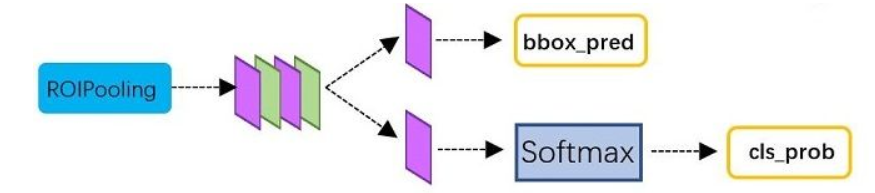 ROIPooling
bbox_pred
Softmax
cls_prob